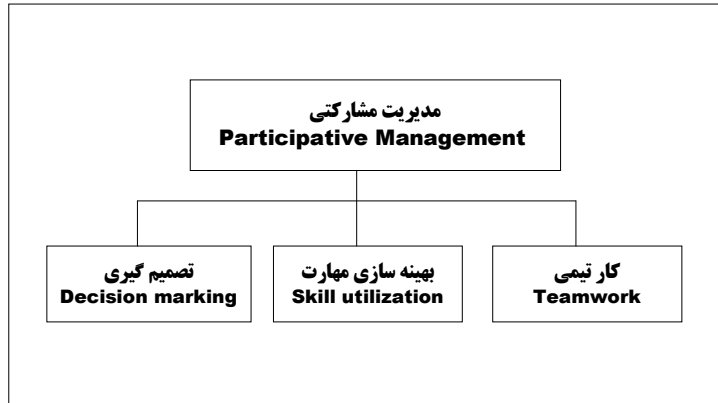 مدیریت مشارکتی
Participative Management
کار تیمی
Teamwork
بهینه سازی مهارت
Skill utilization
تصمیم گیری
Decision marking